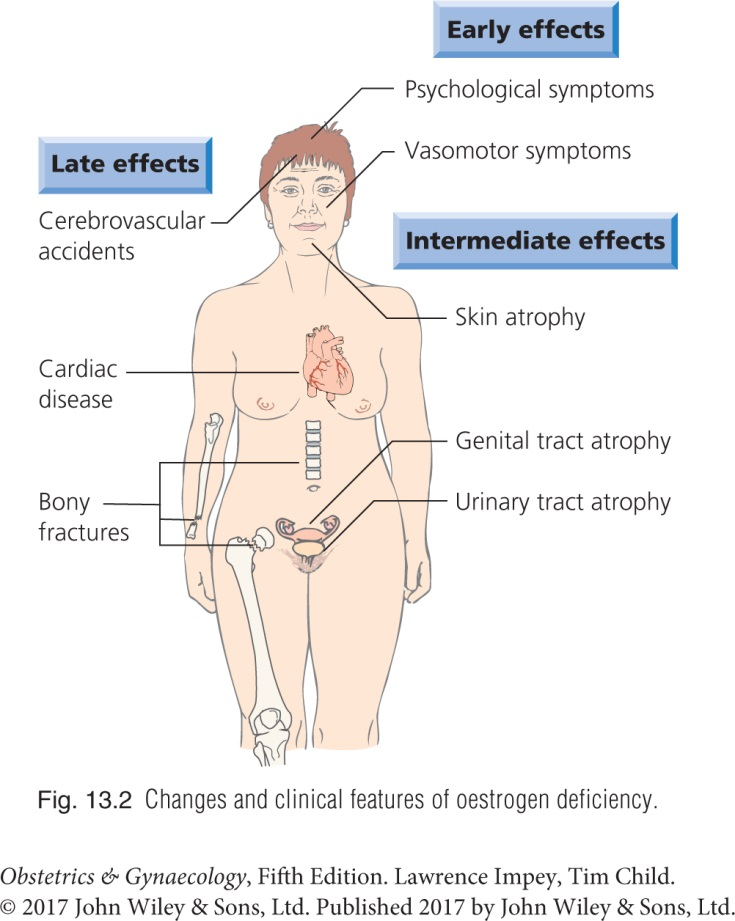 Early effects
Psychological symptoms
Vasomotor symptoms
Late effects
Cerebrovascular
accidents
Intermediate effects
Skin atrophy
Cardiac
disease
Genital tract atrophy
Urinary tract atrophy
Bony
fractures
Fig. 13.2 Changes and clinical features of oestrogen deficiency.
Obstetrics & Gynaecology, Fifth Edition. Lawrence Impey, Tim Child.
© 2017 John Wiley & Sons, Ltd. Published 2017 by John Wiley & Sons, Ltd.